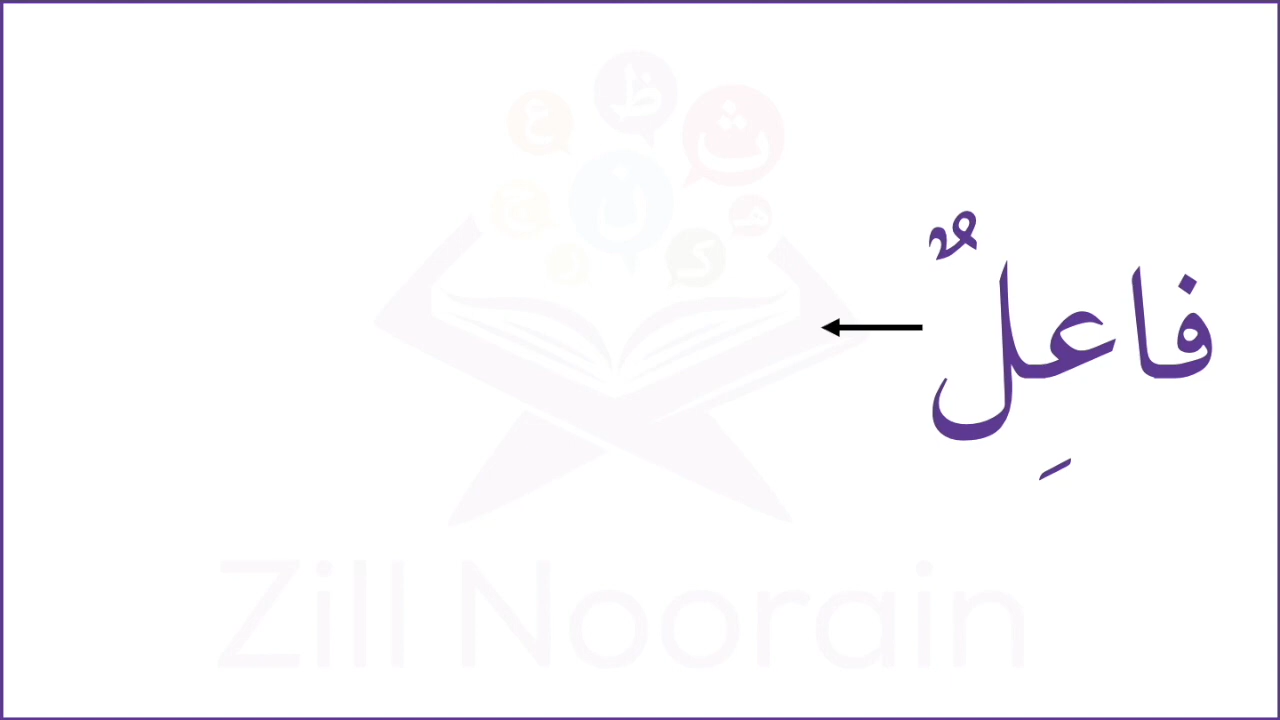 فاعِلٌ
ظ
ع
ث
ن
ح
ھ
ک
Zill Noorain